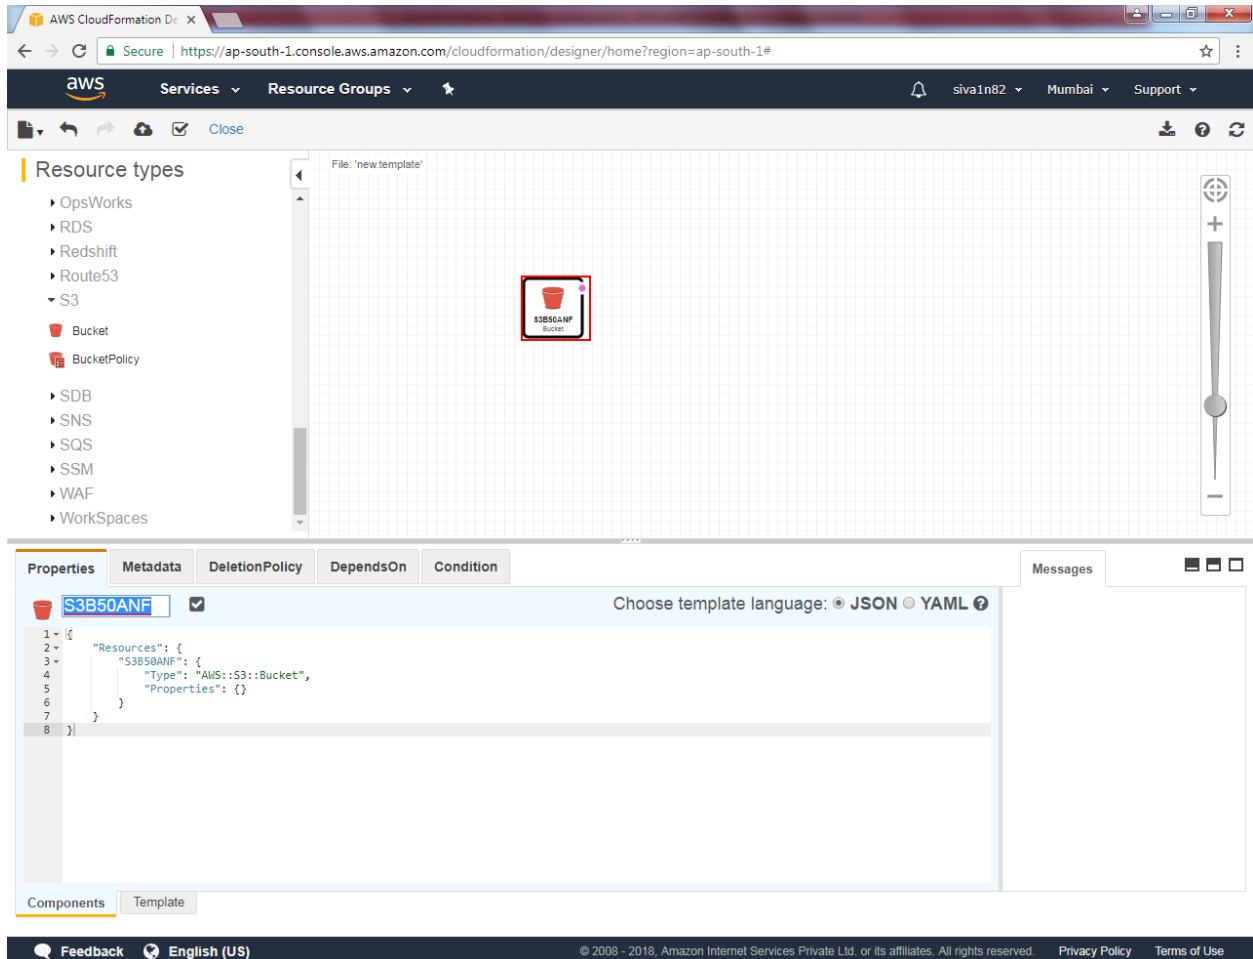 AWS CloudFormation De
Secure | https://ap-south-1.console.aws.amazon.com/cloudformation/designer/home?region=ap-south-1#
aws Services Resource Groups siva1n82 Mumbai Support
Close
Resource types
File: 'new.template'
OpsWorks
RDS
Redshift
Route53
S3
Bucket
BucketPolicy
SDB
SNS
SQS
SSM
WAF
WorkSpaces
S3B50ANF
Bucket
Properties Metadata DeletionPolicy DependsOn Condition
Messages
S3B50ANF
Choose template language: JSON YAML
1 {
2 "Resources": {
3 "S3B50ANF": {
4 "Type": "AWS::S3::Bucket",
5 "Properties": {}
6 }
7 }
8 }
Components Template
Feedback English (US) © 2008 - 2018, Amazon Internet Services Private Ltd. or its affiliates. All rights reserved. Privacy Policy Terms of Use